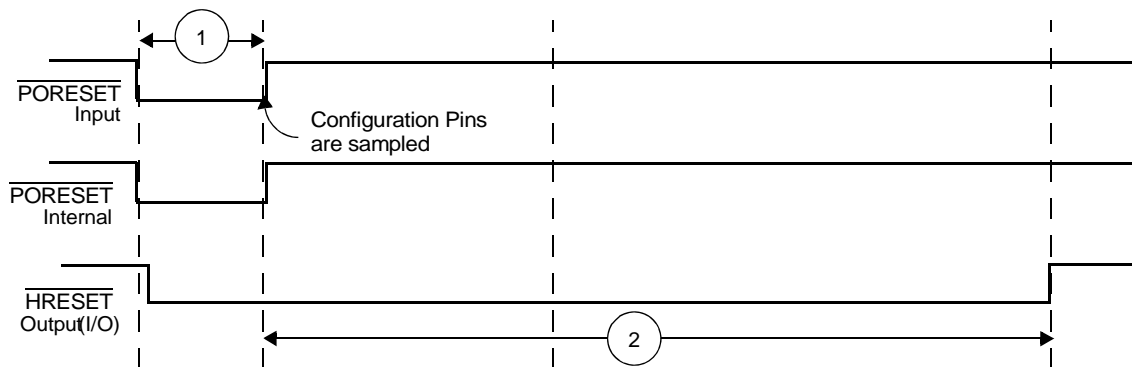 1
PORESET
Input
Configuration Pins
are sampled
PORESET
Internal
HRESET
Output(I/O)
2